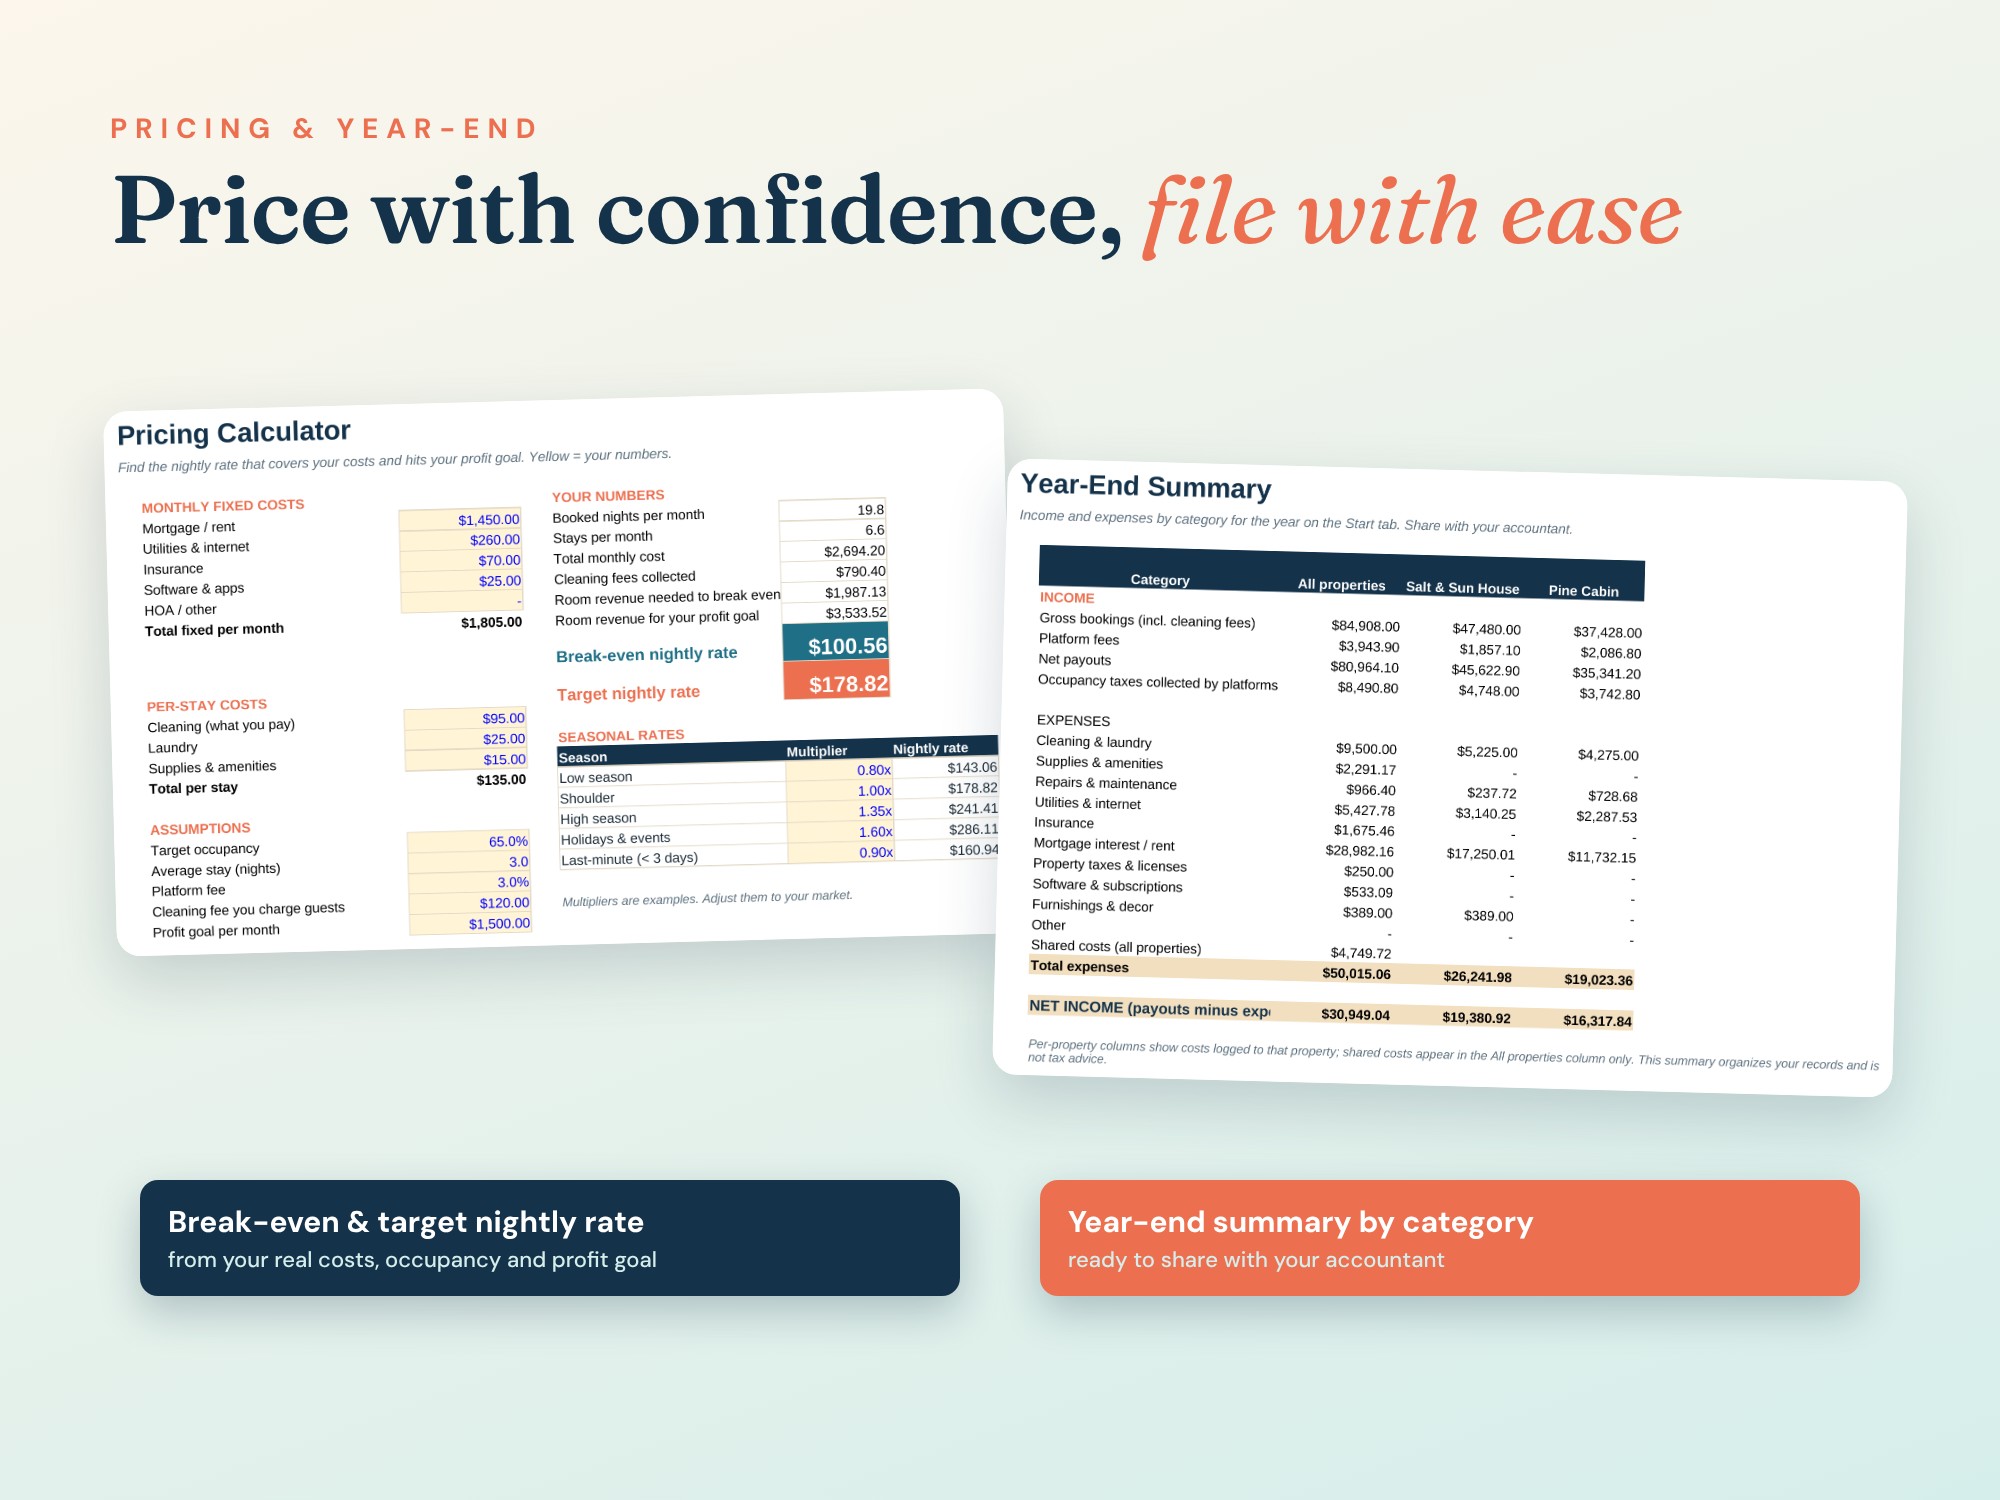 PRICING & YEAR-END
Price with confidence, file with ease
Pricing Calculator
Find the nightly rate that covers your costs and hits your profit goal. Yellow = your numbers.
MONTHLY FIXED COSTS
Mortgage / rent $1,450.00
Utilities & internet $260.00
Insurance $70.00
Software & apps $25.00
HOA / other -
Total fixed per month $1,805.00
PER-STAY COSTS
Cleaning (what you pay) $95.00
Laundry $25.00
Supplies & amenities $15.00
Total per stay $135.00
ASSUMPTIONS
Target occupancy 65.0%
Average stay (nights) 3.0
Platform fee 3.0%
Cleaning fee you charge guests $120.00
Profit goal per month $1,500.00
YOUR NUMBERS
Booked nights per month 19.8
Stays per month 6.6
Total monthly cost $2,694.20
Cleaning fees collected $790.40
Room revenue needed to break even $1,987.13
Room revenue for your profit goal $3,533.52
Break-even nightly rate $100.56
Target nightly rate $178.82
SEASONAL RATES
Season Multiplier Nightly rate
Low season 0.80x $143.06
Shoulder 1.00x $178.82
High season 1.35x $241.41
Holidays & events 1.60x $286.11
Last-minute (< 3 days) 0.90x $160.94
Multipliers are examples. Adjust them to your market.
Year-End Summary
Income and expenses by category for the year on the Start tab. Share with your accountant.
Category All properties Salt & Sun House Pine Cabin
INCOME
Gross bookings (incl. cleaning fees) $84,908.00 $47,480.00 $37,428.00
Platform fees $3,943.90 $1,857.10 $2,086.80
Net payouts $80,964.10 $45,622.90 $35,341.20
Occupancy taxes collected by platforms $8,490.80 $4,748.00 $3,742.80
EXPENSES
Cleaning & laundry $9,500.00 $5,225.00 $4,275.00
Supplies & amenities $2,291.17 - -
Repairs & maintenance $966.40 $237.72 $728.68
Utilities & internet $5,427.78 $3,140.25 $2,287.53
Insurance $1,675.46 - -
Mortgage interest / rent $28,982.16 $17,250.01 $11,732.15
Property taxes & licenses $250.00 - -
Software & subscriptions $533.09 - -
Furnishings & decor $389.00 $389.00 -
Other - - -
Shared costs (all properties) $4,749.72
Total expenses $50,015.06 $26,241.98 $19,023.36
NET INCOME (payouts minus exp $30,949.04 $19,380.92 $16,317.84
Per-property columns show costs logged to that property; shared costs appear in the All properties column only. This summary organizes your records and is
not tax advice.
Break-even & target nightly rate
from your real costs, occupancy and profit goal
Year-end summary by category
ready to share with your accountant